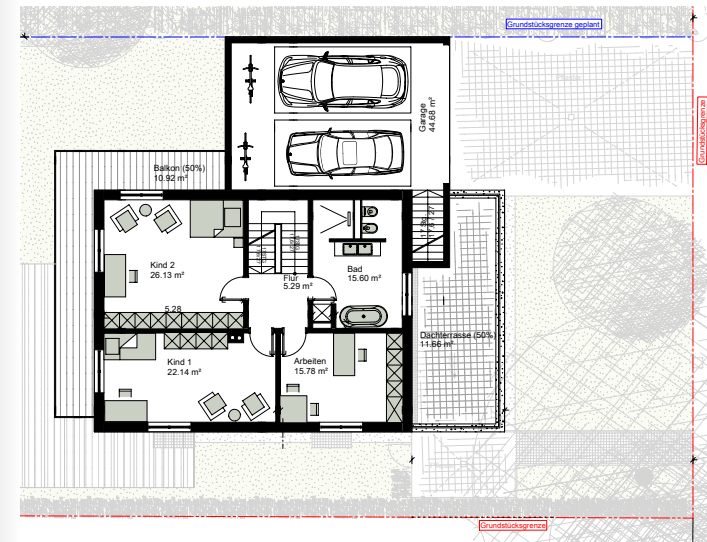 Grundstücksgrenze geplant
Grundstücksgrenze
Garage
44.68 m²
Balkon (50%)
10.92 m²
Kind 2
26.13 m²
Flur
5.29 m²
Bad
15.60 m²
5.28
Dachterrasse (50%)
11.66 m²
Kind 1
22.14 m²
Arbeiten
15.78 m²
Grundstücksgrenze